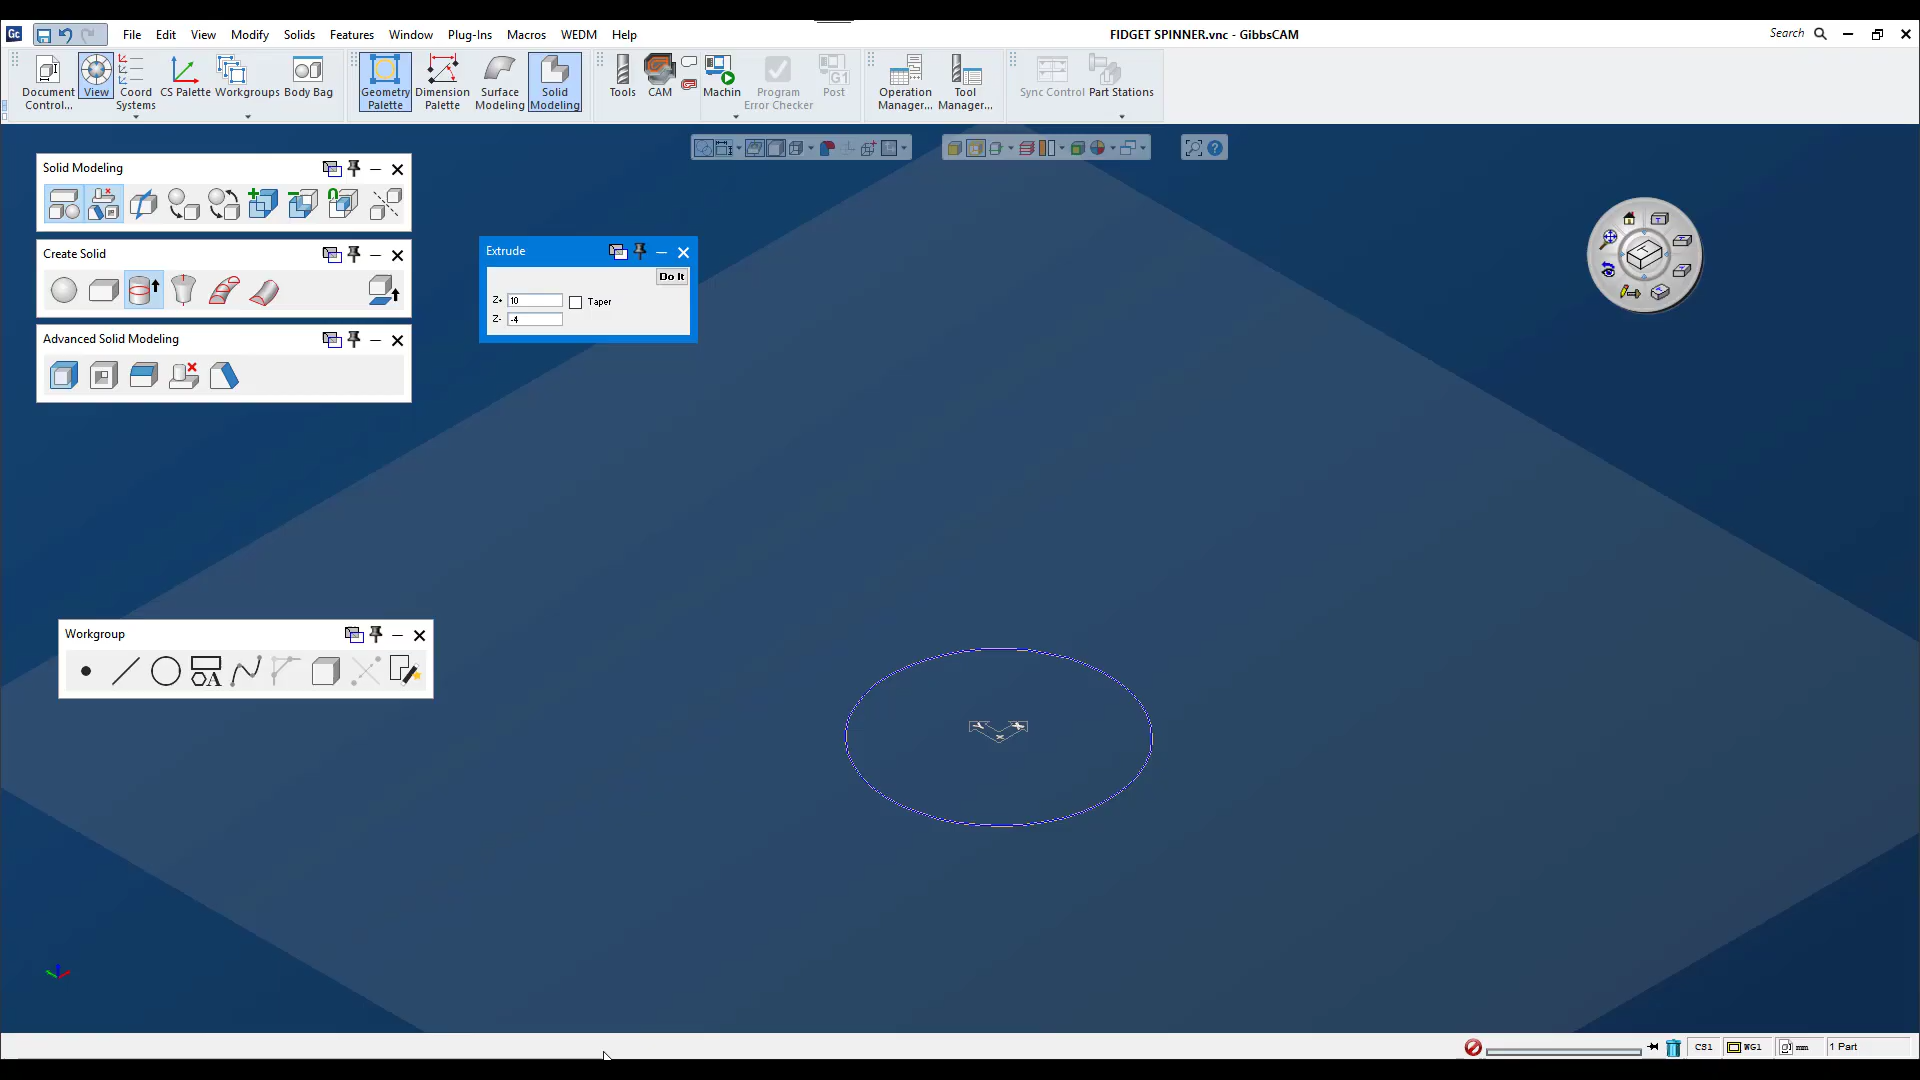 Gc File Edit View Modify Solids Features Window Plug-Ins Macros WEDM Help FIDGET SPINNER.vnc - GibbsCAM Search
Document Control... View Coord Systems CS Palette Workgroups Body Bag Geometry Palette Dimension Palette Surface Modeling Solid Modeling Tools CAM Machin Program Error Checker Post Operation Manager... Tool Manager... Sync Control Part Stations
G1
Solid Modeling
Create Solid
Advanced Solid Modeling
Extrude
Do It
Z+ 10 Taper
Z- -4
Workgroup
A
CS1 WG1 mm 1 Part